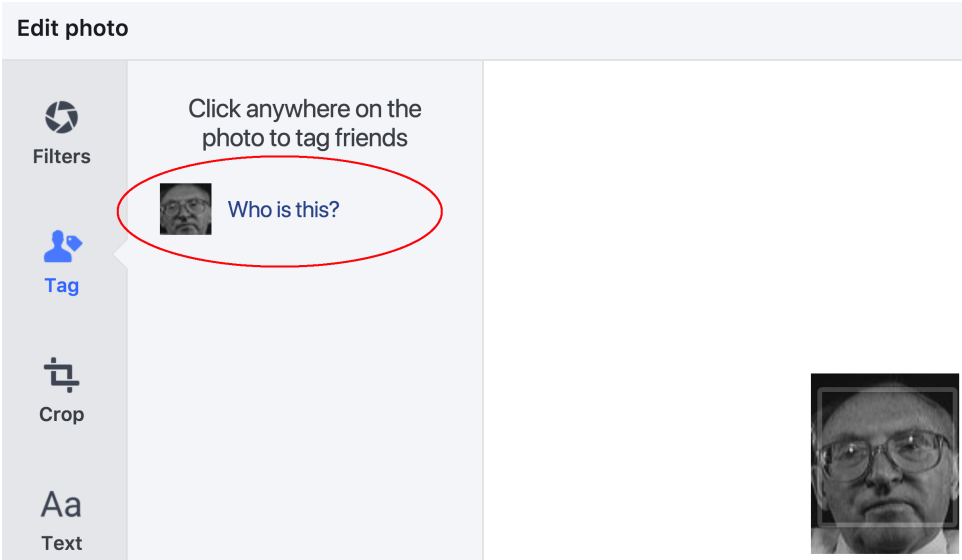 Edit photo
Filters
Tag
Crop
Aa
Text
Click anywhere on the
photo to tag friends
Who is this?